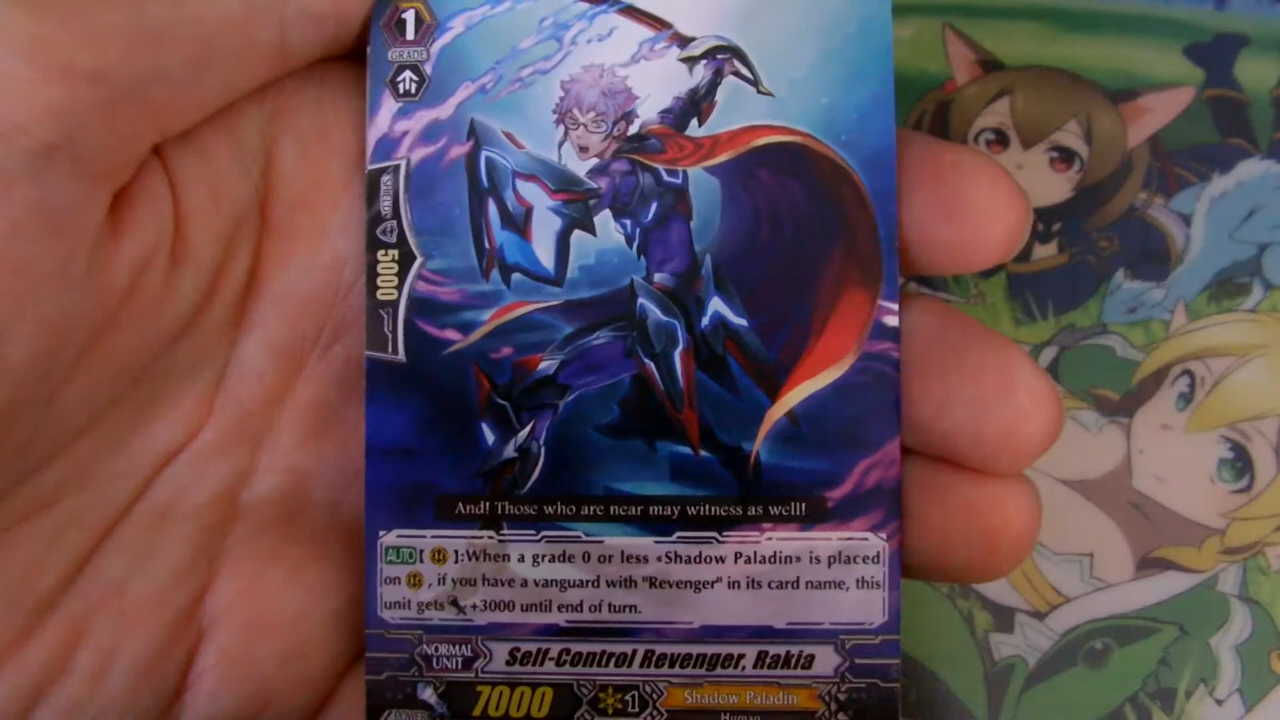 1
GRADE
SHIELD
5000
And! Those who are near may witness as well!
AUTO [ ]:When a grade 0 or less «Shadow Paladin» is placed
on , if you have a vanguard with "Revenger" in its card name, this
unit gets +3000 until end of turn.
NORMAL
UNIT
Self-Control Revenger, Rakia
POWER
7000
1
Shadow Paladin
Human